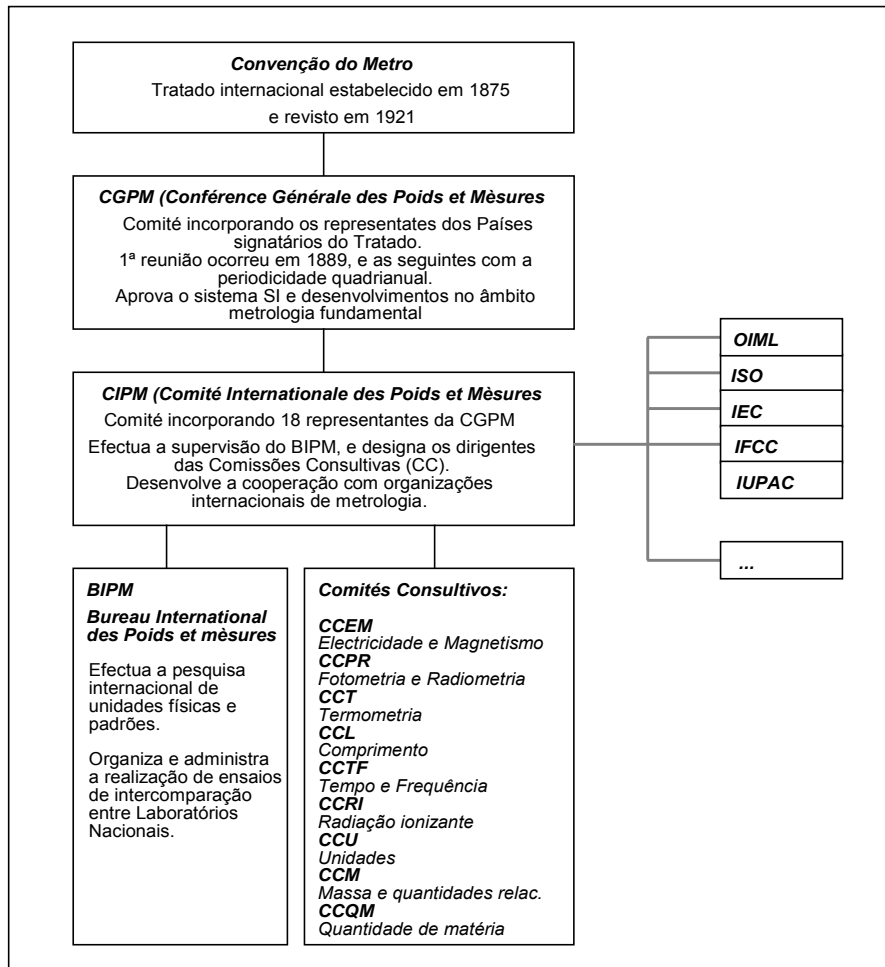 Convenção do Metro
Tratado internacional estabelecido em 1875
e revisto em 1921
CGPM (Conférence Générale des Poids et Mèsures
Comité incorporando os representates dos Países
signatários do Tratado.
1ª reunião ocorreu em 1889, e as seguintes com a
periodicidade quadrianual.
Aprova o sistema SI e desenvolvimentos no âmbito
metrologia fundamental
CIPM (Comité Internationale des Poids et Mèsures
Comité incorporando 18 representantes da CGPM
Efectua a supervisão do BIPM, e designa os dirigentes
das Comissões Consultivas (CC).
Desenvolve a cooperação com organizações
internacionais de metrologia.
OIML
ISO
IEC
IFCC
IUPAC
...
BIPM
Bureau International
des Poids et mèsures
Efectua a pesquisa
internacional de
unidades físicas e
padrões.
Organiza e administra
a realização de ensaios
de intercomparação
entre Laboratórios
Nacionais.
Comités Consultivos:
CCEM
Electricidade e Magnetismo
CCPR
Fotometria e Radiometria
CCT
Termometria
CCL
Comprimento
CCTF
Tempo e Frequência
CCRI
Radiação ionizante
CCU
Unidades
CCM
Massa e quantidades relac.
CCQM
Quantidade de matéria